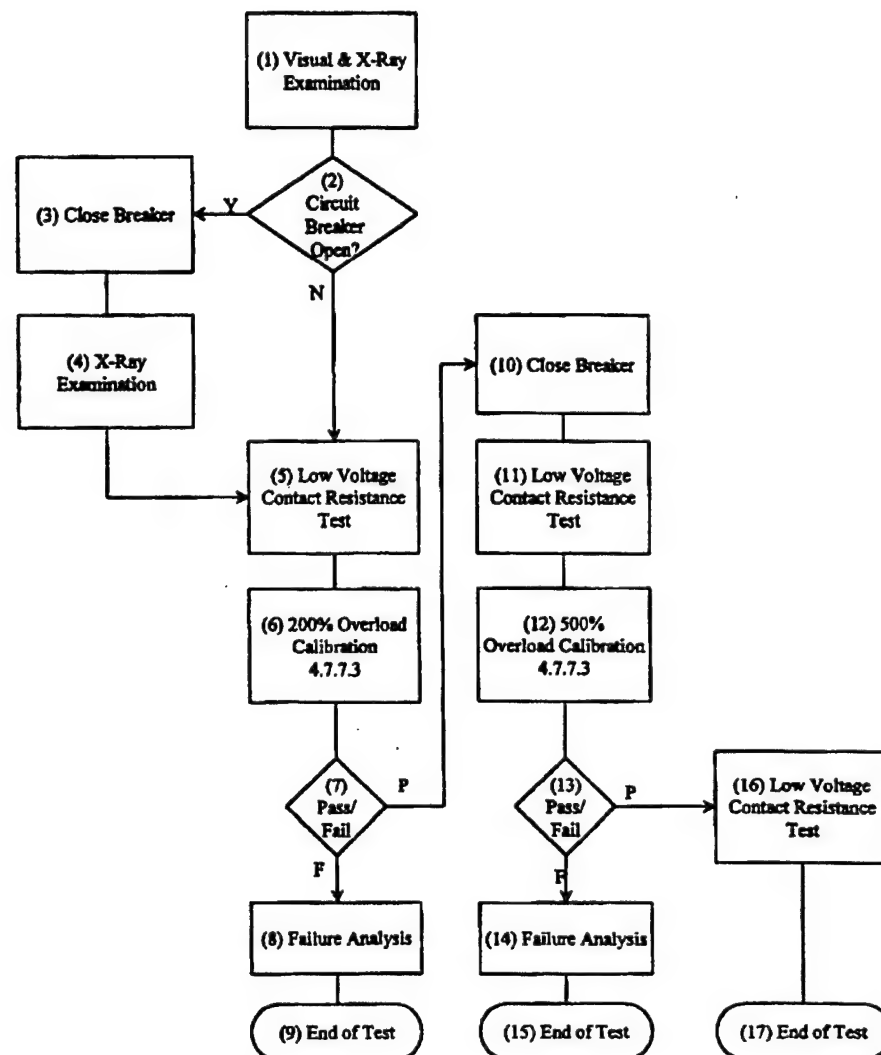 (1) Visual & X-Ray
Examination
(2)
Circuit
Breaker
Open?
Y
N
(3) Close Breaker
(4) X-Ray
Examination
(5) Low Voltage
Contact Resistance
Test
(6) 200% Overload
Calibration
4.7.7.3
(7)
Pass/
Fail
P
F
(8) Failure Analysis
(9) End of Test
(10) Close Breaker
(11) Low Voltage
Contact Resistance
Test
(12) 500%
Overload Calibration
4.7.7.3
(13)
Pass/
Fail
P
F
(14) Failure Analysis
(15) End of Test
(16) Low Voltage
Contact Resistance
Test
(17) End of Test